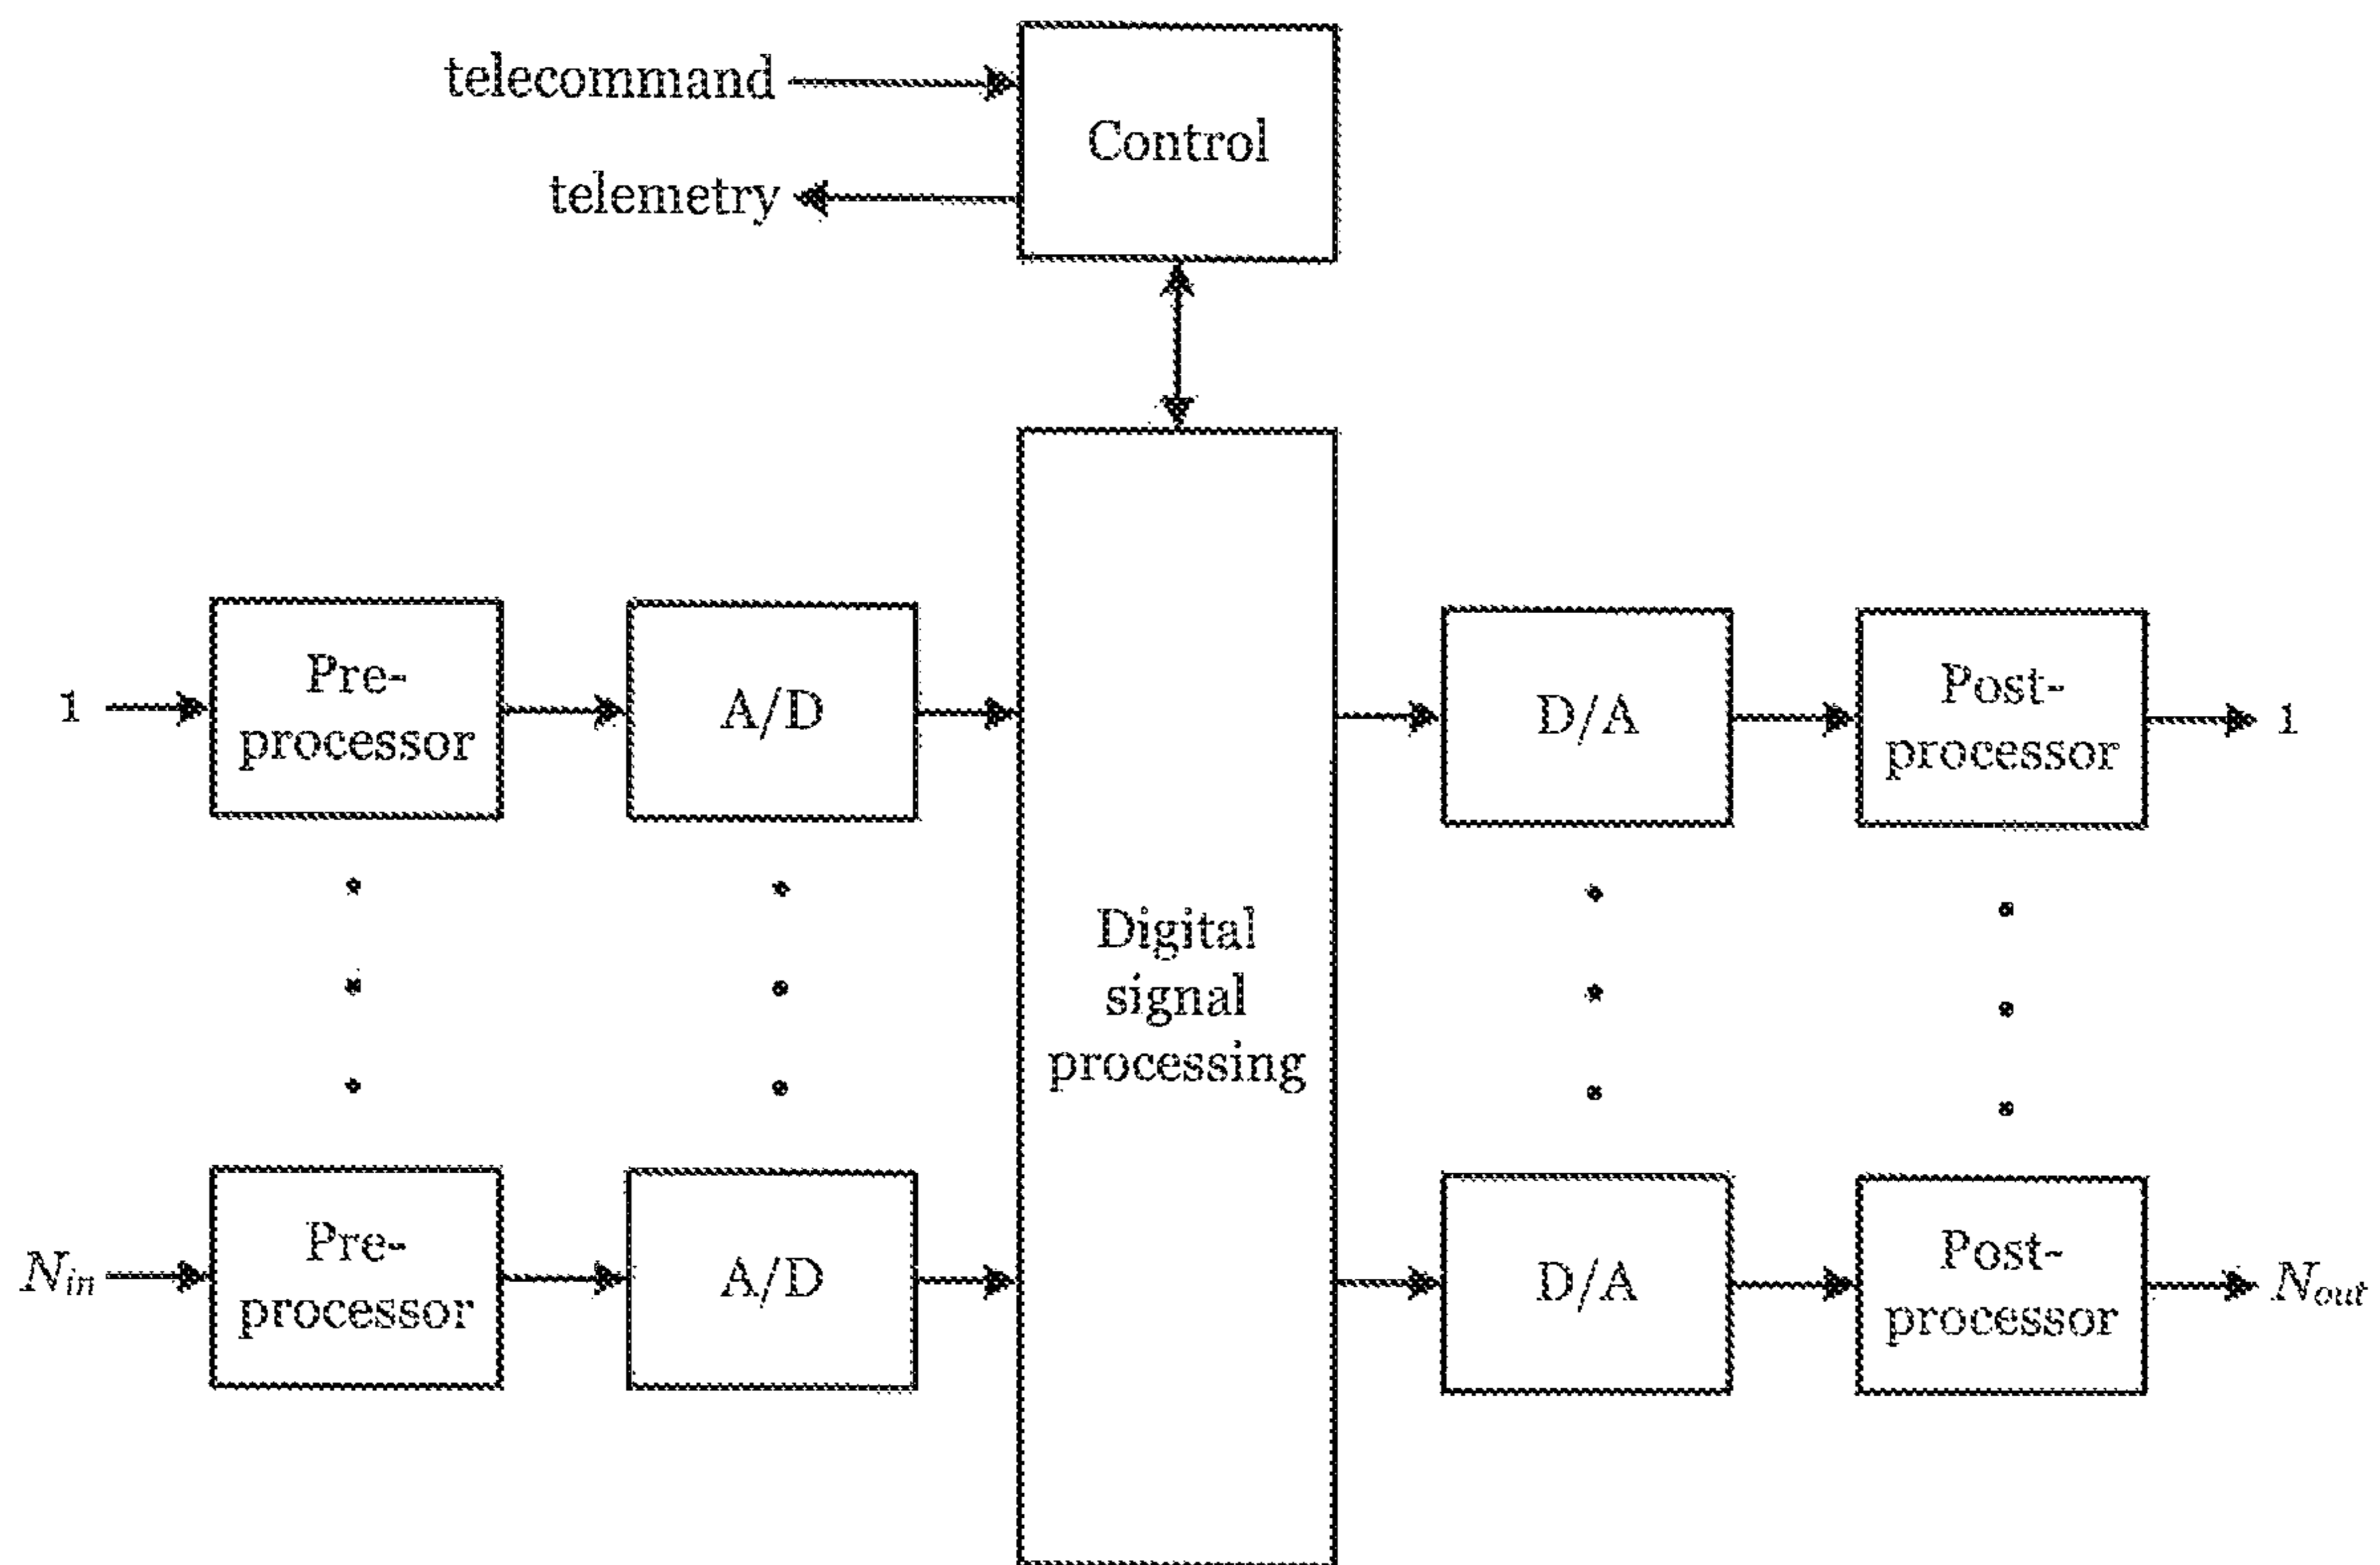 telecommand
Control
telemetry
1
Pre-
processor
A/D
D/A
Post-
processor
1
Digital
signal
processing
N_in
Pre-
processor
A/D
D/A
Post-
processor
N_out